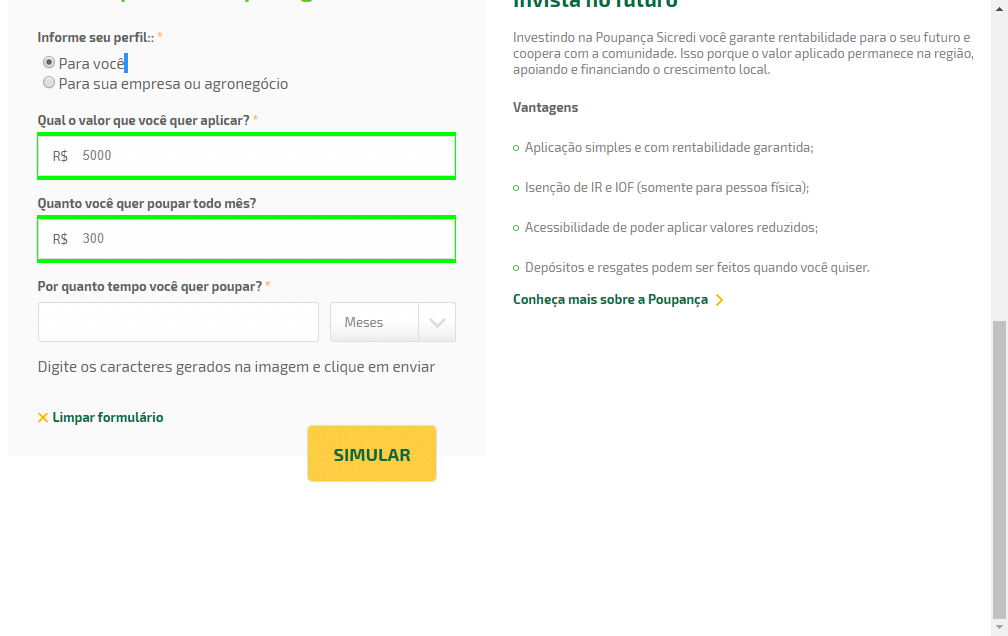 Informe seu perfil:: *
Para você
Para sua empresa ou agronegócio
Qual o valor que você quer aplicar? *
R$ 5000
Quanto você quer poupar todo mês?
R$ 300
Por quanto tempo você quer poupar? *
Meses
Digite os caracteres gerados na imagem e clique em enviar
Limpar formulário
SIMULAR
Invista no futuro
Investindo na Poupança Sicredi você garante rentabilidade para o seu futuro e
coopera com a comunidade. Isso porque o valor aplicado permanece na região,
apoiando e financiando o crescimento local.
Vantagens
Aplicação simples e com rentabilidade garantida;
Isenção de IR e IOF (somente para pessoa física);
Acessibilidade de poder aplicar valores reduzidos;
Depósitos e resgates podem ser feitos quando você quiser.
Conheça mais sobre a Poupança